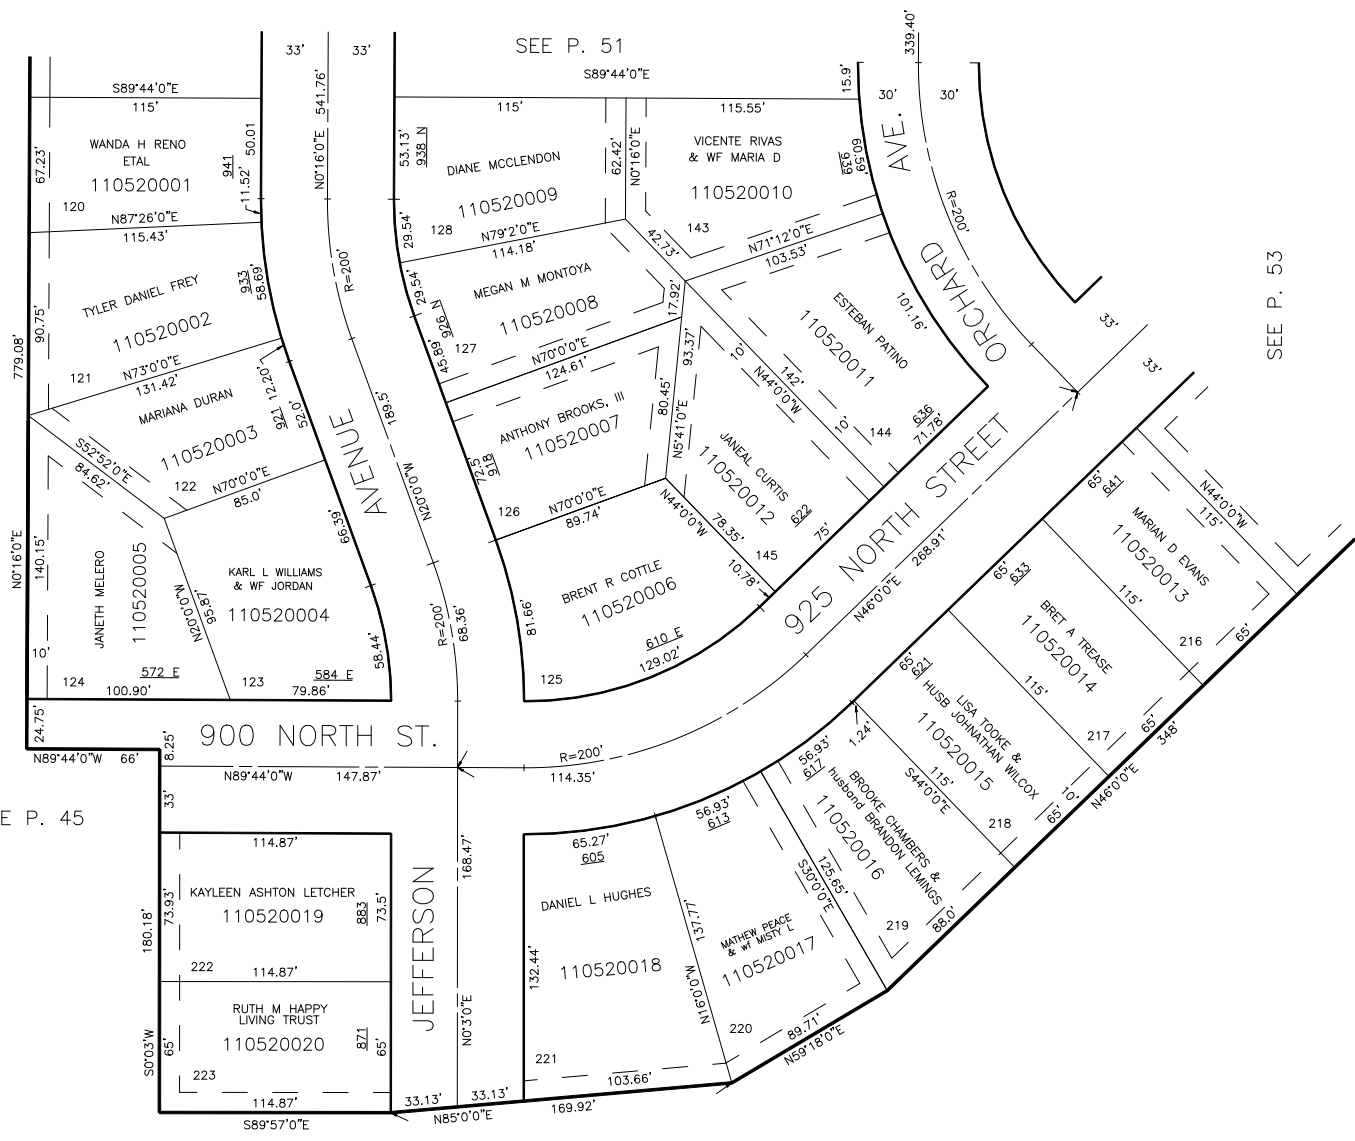 SEE P. 51
S89°44'0"E
33'
33'
541.76'
339.40'
15.9'
30'
30'
S89°44'0"E
115'
115'
115.55'
WANDA H RENO
ETAL
110520001
120
67.23'
941
50.01
11.52'
N0°16'0"E
53.13'
938 N
DIANE MCCLENDON
110520009
128
62.42'
N0°16'0"E
VICENTE RIVAS
& WF MARIA D
110520010
143
60.59'
939
AVE.
R=200'
N87°26'0"E
115.43'
29.54'
N79°2'0"E
114.18'
42.73'
N71°12'0"E
103.53'
TYLER DANIEL FREY
110520002
121
90.75'
933
58.69'
R=200'
29.54'
926 N
45.89'
MEGAN M MONTOYA
110520008
127
17.92'
ESTEBAN PATINO
110520011
144
101.16'
ORCHARD
33'
33'
SEE P. 53
779.08'
N73°0'0"E
131.42'
12.20'
N70°0'0"E
124.61'
93.37'
10'
142'
N44°0'0"W
10'
636
71.78'
MARIANA DURAN
110520003
122
921
52.0'
AVENUE
189.5'
N20°0'0"W
ANTHONY BROOKS, III
110520007
126
72.5'
918
80.45'
N5°41'0"E
JANEAL CURTIS
110520012
145
622
75'
S52°52'0"E
84.62'
N70°0'0"E
85.0'
66.39'
N70°0'0"E
89.74'
N44°0'0"W
78.35'
10.78'
925 NORTH STREET
268.91'
N46°0'0"E
65'
641
MARIAN D EVANS
110520013
216
N44°0'0"W
115'
65'
N0°16'0"E
140.15'
JANETH MELERO
110520005
124
10'
572 E
100.90'
N20°0'0"W
95.87'
KARL L WILLIAMS
& WF JORDAN
110520004
123
584 E
79.86'
58.44'
R=200'
68.36'
81.66'
BRENT R COTTLE
110520006
125
610 E
129.02'
65'
633
BRET A TREASE
110520014
217
115'
65'
348'
N46°0'0"E
65'
621
LISA TOOKE &
HUSB JOHNATHAN WILCOX
110520015
218
115'
10'
65'
24.75'
900 NORTH ST.
N89°44'0"W 66'
8.25'
N89°44'0"W
147.87'
R=200'
114.35'
1.24'
115'
S44°0'0"E
56.93'
617
BROOKE CHAMBERS &
husband BRANDON LEMINGS
110520016
219
88.0'
E P. 45
33'
114.87'
168.47'
65.27'
605
56.93'
613
125.65'
S30°0'0"E
KAYLEEN ASHTON LETCHER
110520019
222
73.93'
883
73.5'
180.18'
JEFFERSON
DANIEL L HUGHES
110520018
221
132.44'
137.77'
N16°0'0"W
MATHEW PEACE
& wf MISTY L
110520017
220
89.71'
N59°18'0"E
114.87'
RUTH M HAPPY
LIVING TRUST
110520020
223
65'
871
65'
S0°03'W
N0°3'0"E
114.87'
S89°57'0"E
33.13'
33.13'
N85°0'0"E
103.66'
169.92'